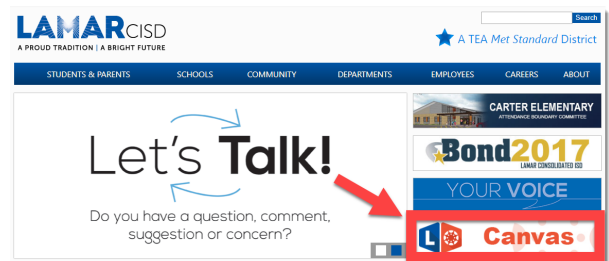 LAMARCISD
A PROUD TRADITION | A BRIGHT FUTURE
Search
A TEA Met Standard District
STUDENTS & PARENTS SCHOOLS COMMUNITY DEPARTMENTS EMPLOYEES CAREERS ABOUT
Let's Talk!
Do you have a question, comment,
suggestion or concern?
CARTER ELEMENTARY
ATTENDANCE BOUNDARY COMMITTEE
Bond2017
LAMAR CONSOLIDATED ISD
YOUR VOICE
L Canvas